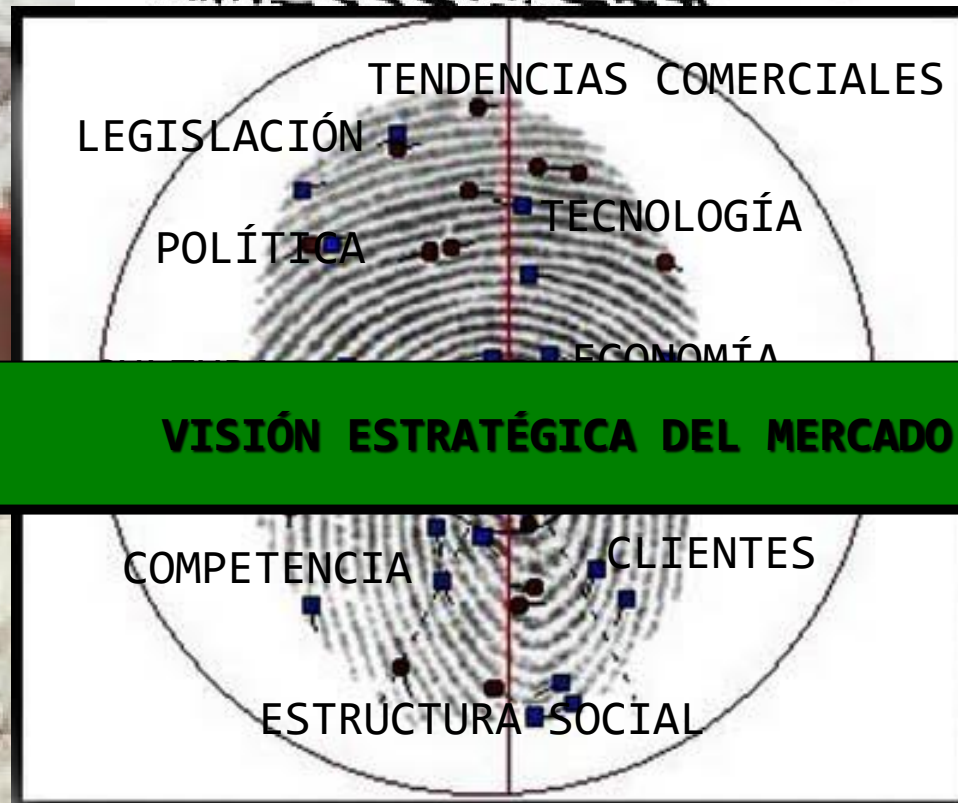 TENDENCIAS COMERCIALES
LEGISLACIÓN
TECNOLOGÍA
POLÍTICA
ECONOMÍA
VISIÓN ESTRATÉGICA DEL MERCADO
CLIENTES
COMPETENCIA
ESTRUCTURA SOCIAL